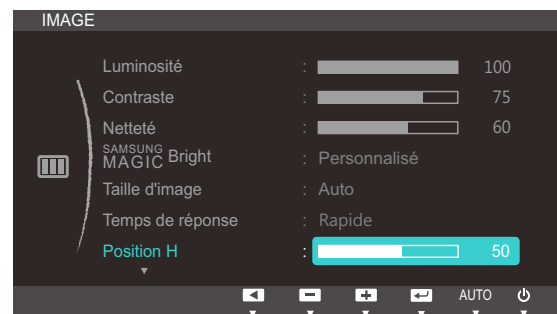 IMAGE
Luminosité : 100
Contraste : 75
Netteté : 60
SAMSUNG
MAGIC Bright : Personnalisé
Taille d'image : Auto
Temps de réponse : Rapide
Position H : 50
AUTO